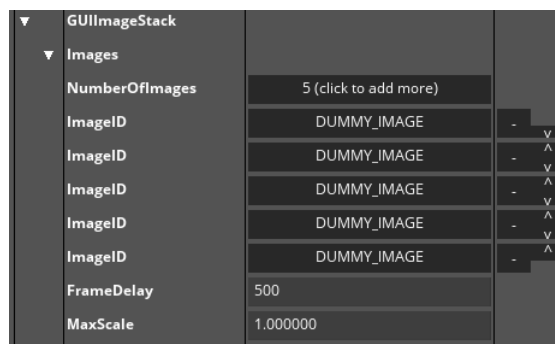 ▼ GUIImageStack
▼ Images
NumberOfImages 5 (click to add more)
ImageID DUMMY_IMAGE - v
ImageID DUMMY_IMAGE - ^ v
ImageID DUMMY_IMAGE - ^ v
ImageID DUMMY_IMAGE - ^ v
ImageID DUMMY_IMAGE - ^
FrameDelay 500
MaxScale 1.000000